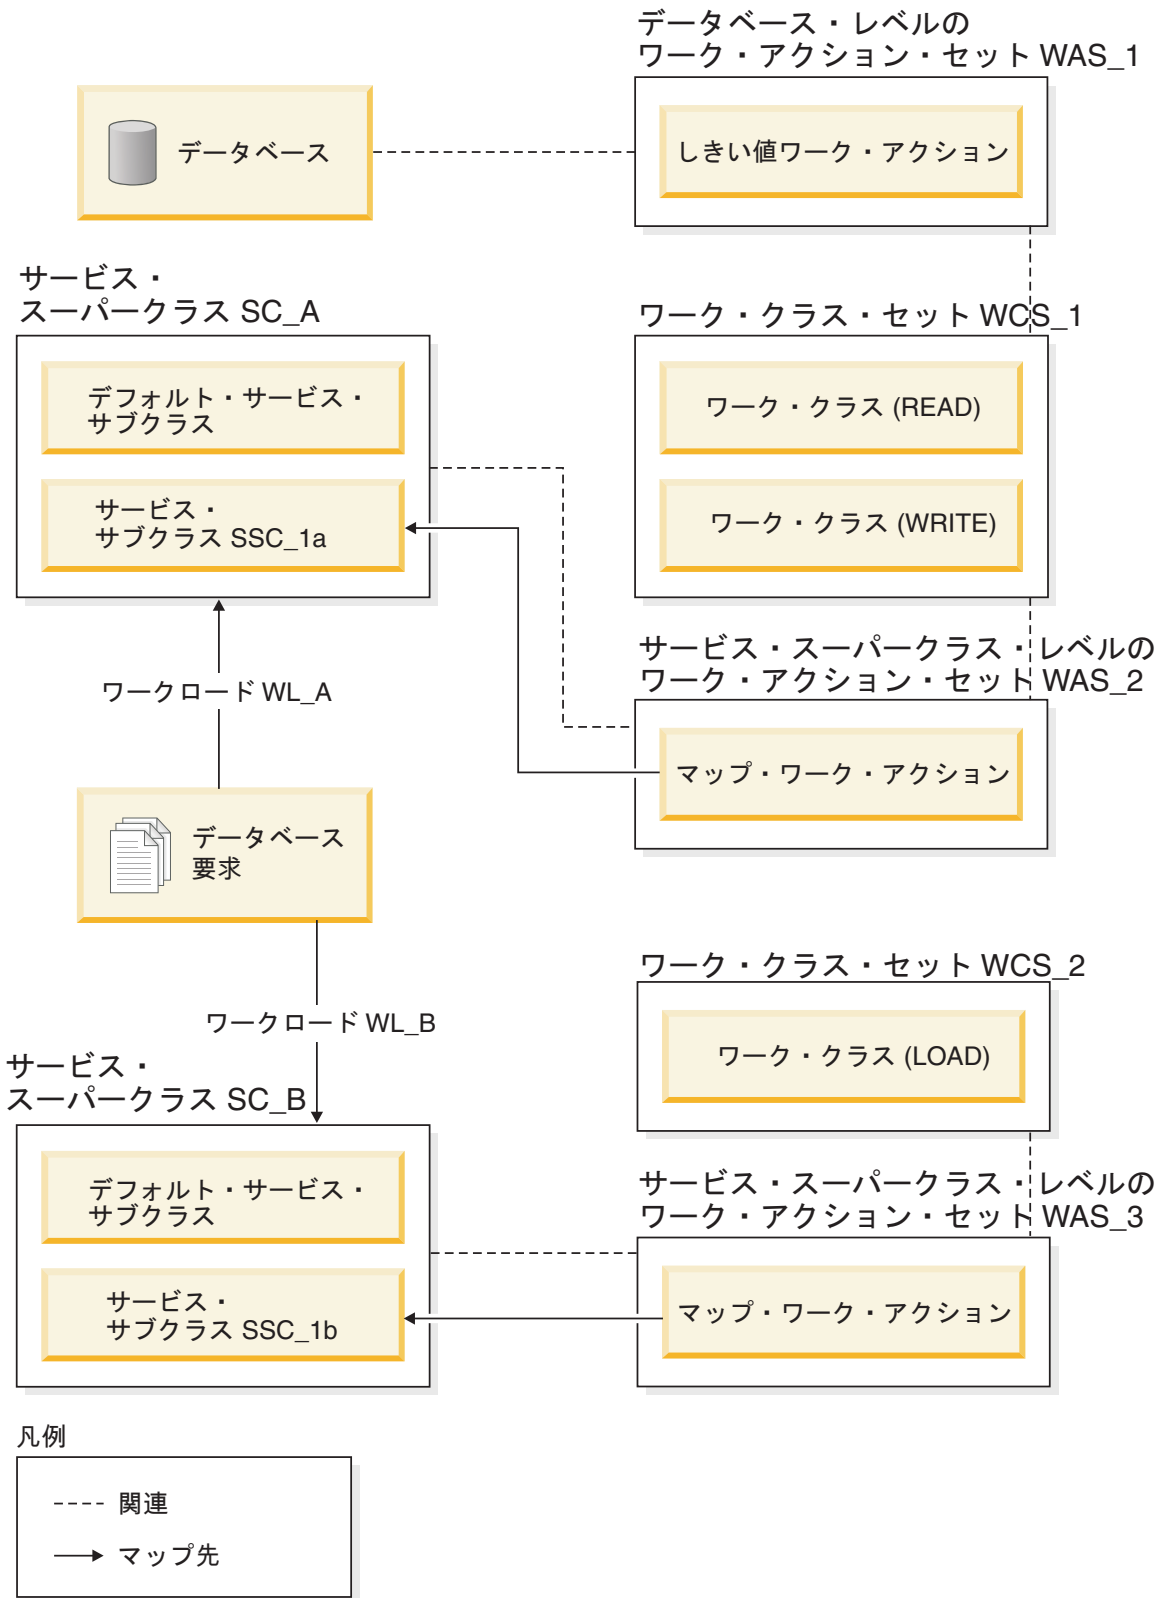 データベース・レベルの
ワーク・アクション・セット WAS_1
データベース
しきい値ワーク・アクション
サービス・
スーパークラス SC_A
ワーク・クラス・セット WCS_1
デフォルト・サービス・
サブクラス
ワーク・クラス (READ)
サービス・
サブクラス SSC_1a
ワーク・クラス (WRITE)
サービス・スーパークラス・レベルの
ワーク・アクション・セット WAS_2
ワークロード WL_A
マップ・ワーク・アクション
データベース
要求
ワーク・クラス・セット WCS_2
ワークロード WL_B
ワーク・クラス (LOAD)
サービス・
スーパークラス SC_B
デフォルト・サービス・
サブクラス
サービス・スーパークラス・レベルの
ワーク・アクション・セット WAS_3
サービス・
サブクラス SSC_1b
マップ・ワーク・アクション
凡例
関連
マップ先